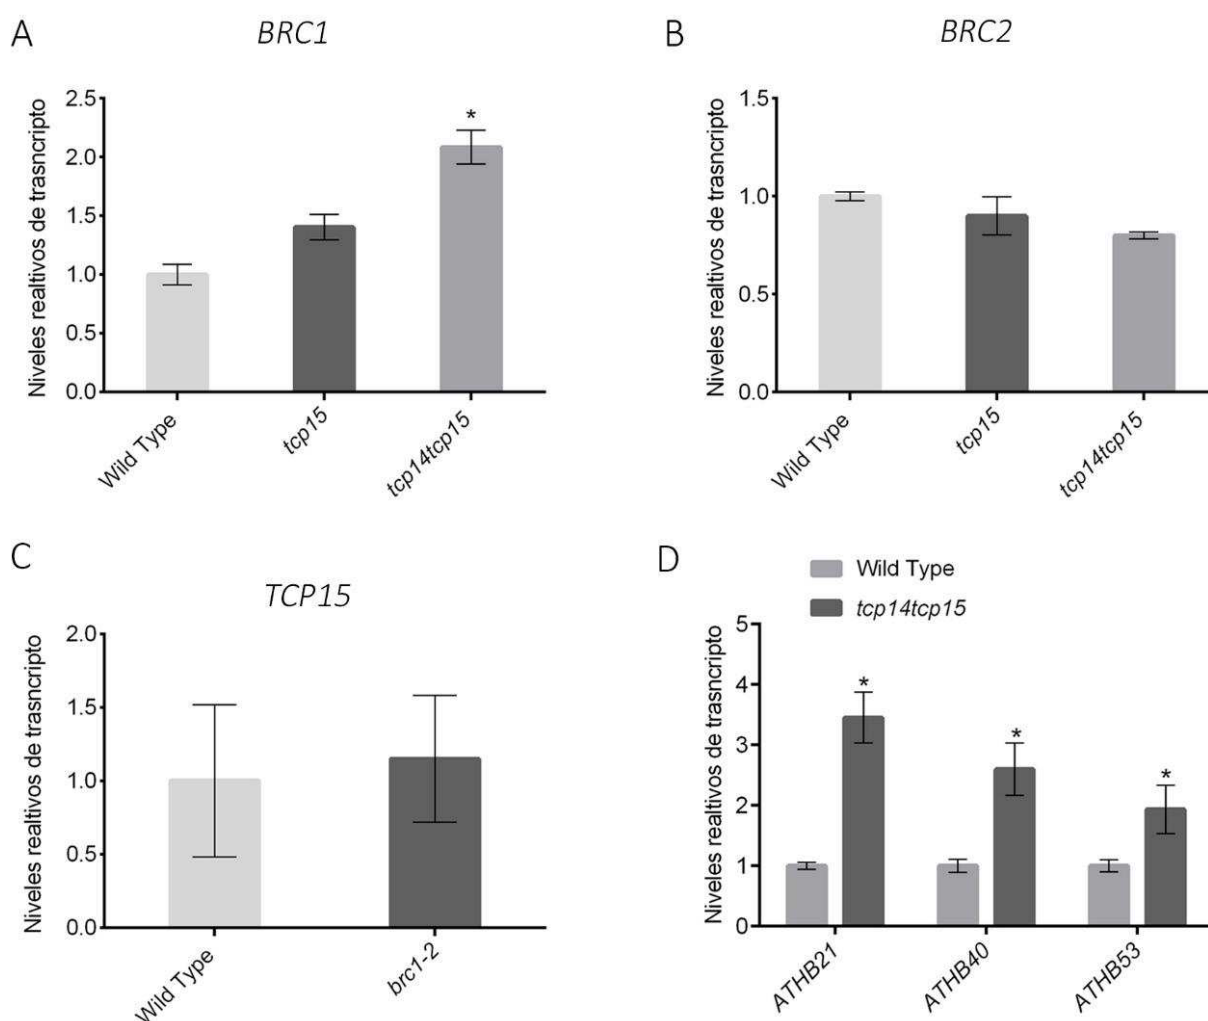 A
BRC1
Niveles realtivos de trasncripto
2.5
2.0
1.5
1.0
0.5
0.0
*
Wild Type
tcp15
tcp14tcp15
B
BRC2
Niveles realtivos de trasncripto
1.5
1.0
0.5
0.0
Wild Type
tcp15
tcp14tcp15
C
TCP15
Niveles realtivos de trasncripto
2.0
1.5
1.0
0.5
0.0
Wild Type
brc1-2
D
Wild Type
tcp14tcp15
Niveles realtivos de trasncripto
5
4
3
2
1
0
*
*
*
ATHB21
ATHB40
ATHB53